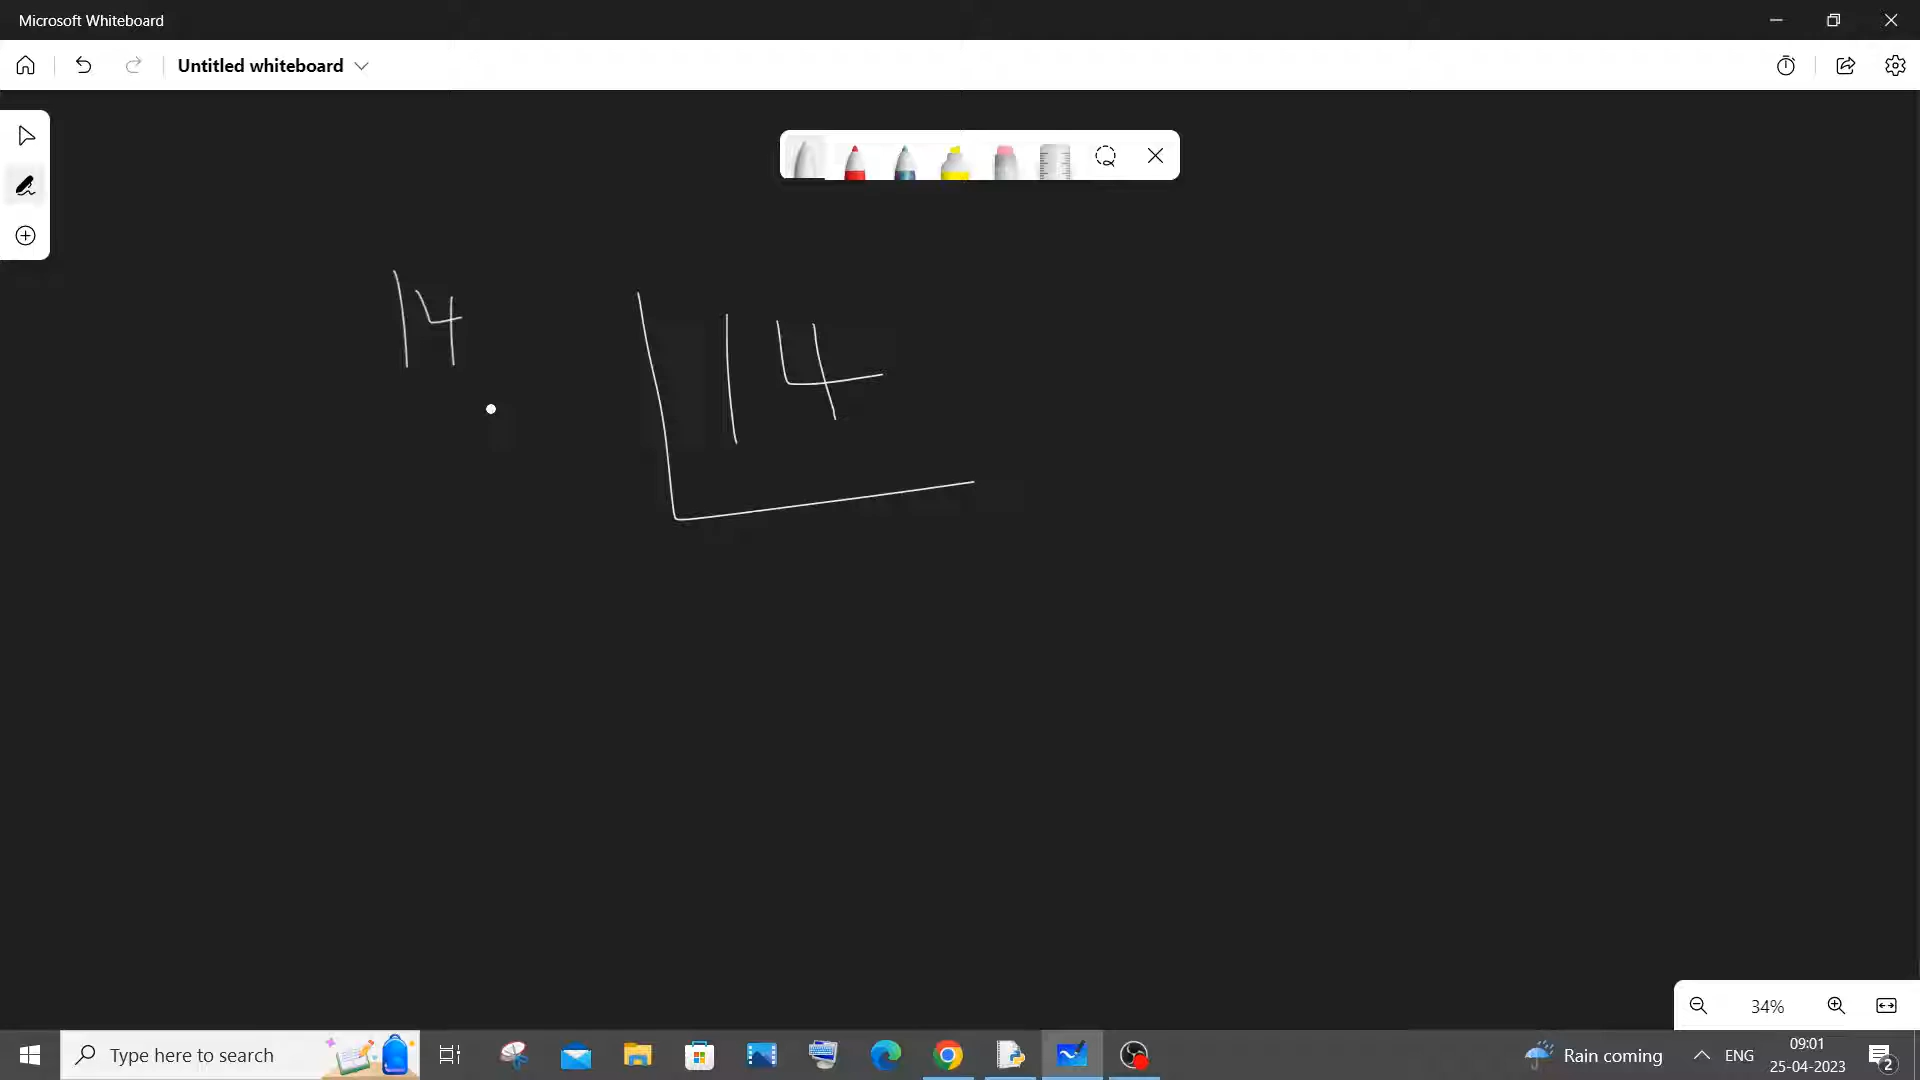 Microsoft Whiteboard
Untitled whiteboard
14
14
34%
Type here to search
Rain coming
ENG
09:01
25-04-2023
2